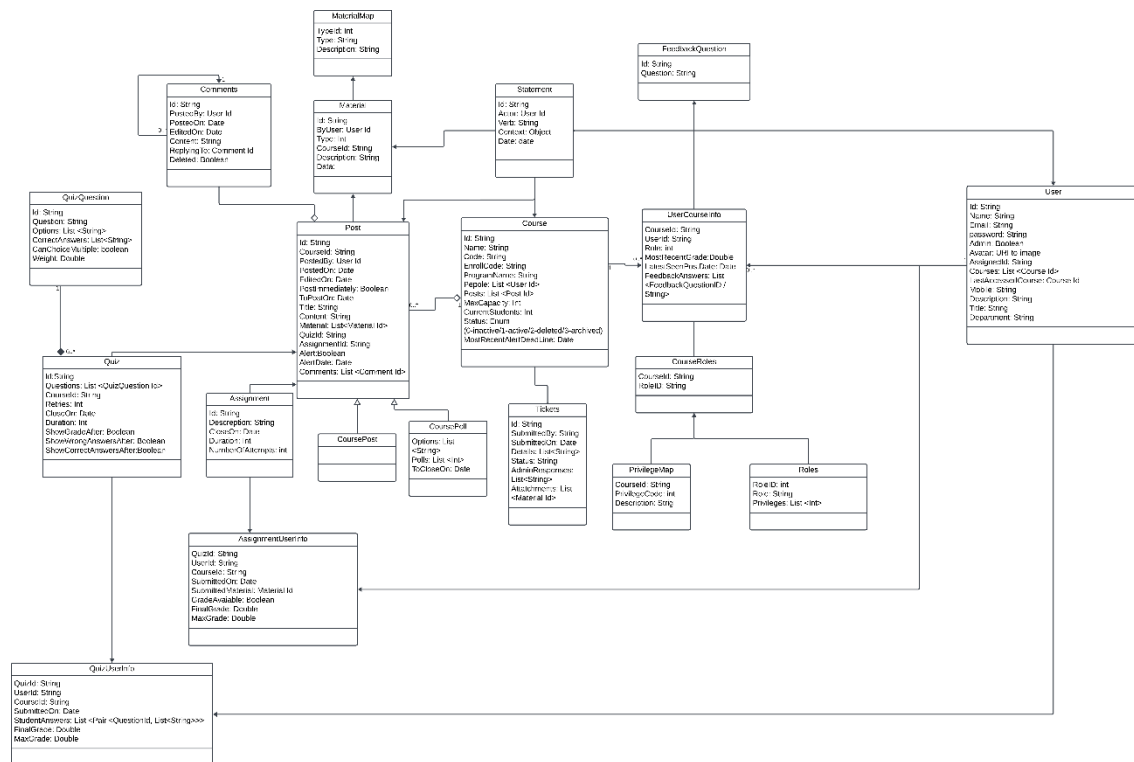 MaterialMap
TypeId: Int
Type: String
Description: String
FeedbackQuestion
Id: String
Question: String
Comments
Id: String
PostedBy: User Id
PostedOn: Date
EditedOn: Date
Content: String
ReplyingTo: Comment Id
Deleted: Boolean
Material
Id: String
ByUser: User Id
Type: Int
CourseId: String
Description: String
Data:
Statement
Id: String
Actor: User Id
Verb: String
Context: Object
Date: date
QuizQuestion
Id: String
Question: String
Options: List <String>
CorrectAnswers: List<String>
CanChoiceMultiple: boolean
Weight: Double
Post
Id: String
CourseId: String
PostedBy: User Id
PostedOn: Date
EditedOn: Date
PostImmediately: Boolean
ToPostOn: Date
Title: String
Content: String
Material: List<Material Id>
QuizId: String
AssignmentId: String
Alert:Boolean
AlertDate: Date
Comments: List <Comment Id>
Course
Id: String
Name: String
Code: String
EnrollCode: String
ProgramName: String
Pepole: List <User Id>
Posts: List <Post Id>
MaxCapacity: Int
CurrentStudents: Int
Status: Enum
(0-inactive/1-active/2-deleted/3-archived)
MostRecentAlertDeadLine: Date
UserCourseInfo
CourseId: String
UserId: String
Role: int
MostRecentGrade:Double
LatestSeenPostDate: Date
FeedbackAnswers: List
<FeedbackQuestionID /
String>
User
Id: String
Name: String
Email: String
password: String
Admin: Boolean
Avatar: URI to image
AssignedId: String
Courses: List <Course Id>
LastAccessedCourse: Course Id
Mobile: String
Description: String
Title: String
Department: String
Quiz
Id:String
Questions: List <QuizQuestion Id>
CourseId: String
Retries: Int
CloseOn: Date
Duration: Int
ShowGradeAfter: Boolean
ShowWrongAnswersAfter: Boolean
ShowCorrectAnswersAfter:Boolean
0..*
Assignment
Id: String
Descreption: String
CloseOn: Date
Duration: Int
NumberOfAttempts: int
CoursePost
CoursePoll
Options: List
<String>
Polls: List <Int>
ToCloseOn: Date
Tickets
Id: String
SubmittedBy: String
SubmittedOn: Date
Details: List<String>
Status: String
AdminResponses:
List<String>
Attatchments: List
<Material Id>
CourseRoles
CourseId: String
RoleID: String
PrivilegeMap
CourseId: String
PrivilegeCode: int
Description: Strig
Roles
RoleID: int
Role: String
Privileges: List <Int>
AssignmentUserInfo
QuizId: String
UserId: String
CourseId: String
SubmittedOn: Date
SubmittedMaterial: Material Id
GradeAvaiable: Boolean
FinalGrade: Double
MaxGrade: Double
QuizUserInfo
QuizId: String
UserId: String
CourseId: String
SubmittedOn: Date
StudentAnswers: List <Pair <QuestionId, List<String>>>
FinalGrade: Double
MaxGrade: Double